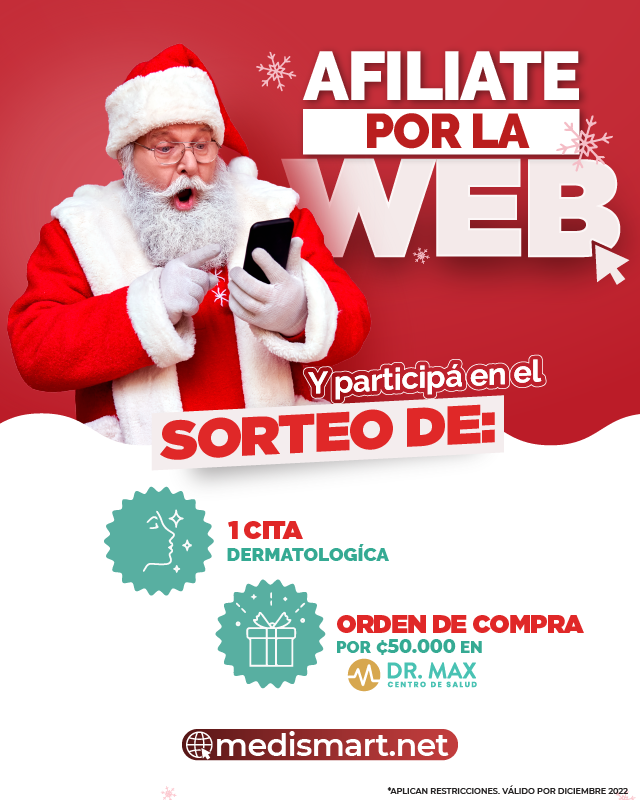 AFILIATE
POR LA
WEB
Y participá en el
SORTEO DE:
1 CITA
DERMATOLOGÍCA
ORDEN DE COMPRA
POR ₡50.000 EN
DR. MAX
CENTRO DE SALUD
medismart.net
*APLICAN RESTRICCIONES. VÁLIDO POR DICIEMBRE 2022